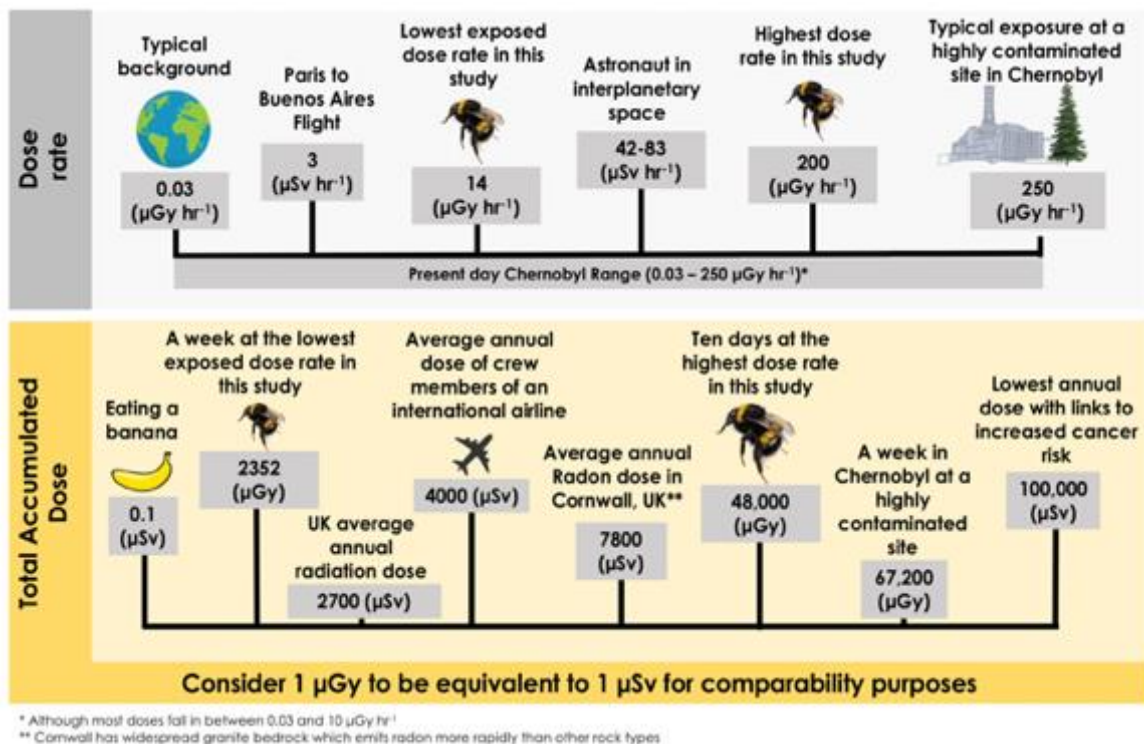 Dose
rate
Typical
background
0.03
(µGy hr⁻¹)
Paris to
Buenos Aires
Flight
3
(µSv hr⁻¹)
Lowest exposed
dose rate in this
study
14
(µGy hr⁻¹)
Astronaut in
interplanetary
space
42-83
(µSv hr⁻¹)
Highest dose
rate in this study
200
(µGy hr⁻¹)
Typical exposure at a
highly contaminated
site in Chernobyl
250
(µGy hr⁻¹)
Present day Chernobyl Range (0.03 – 250 µGy hr⁻¹)*
Total Accumulated
Dose
Eating a
banana
0.1
(µSv)
A week at the lowest
exposed dose rate in
this study
2352
(µGy)
UK average
annual
radiation dose
2700 (µSv)
Average annual
dose of crew
members of an
international airline
4000 (µSv)
Average annual
Radon dose in
Cornwall, UK**
7800
(µSv)
Ten days at the
highest dose rate
in this study
48,000
(µGy)
A week in
Chernobyl at a
highly
contaminated
site
67,200
(µGy)
Lowest annual
dose with links to
increased cancer
risk
100,000
(µSv)
Consider 1 µGy to be equivalent to 1 µSv for comparability purposes
* Although most doses fall in between 0.03 and 10 µGy hr⁻¹
** Cornwall has widespread granite bedrock which emits radon more rapidly than other rock types